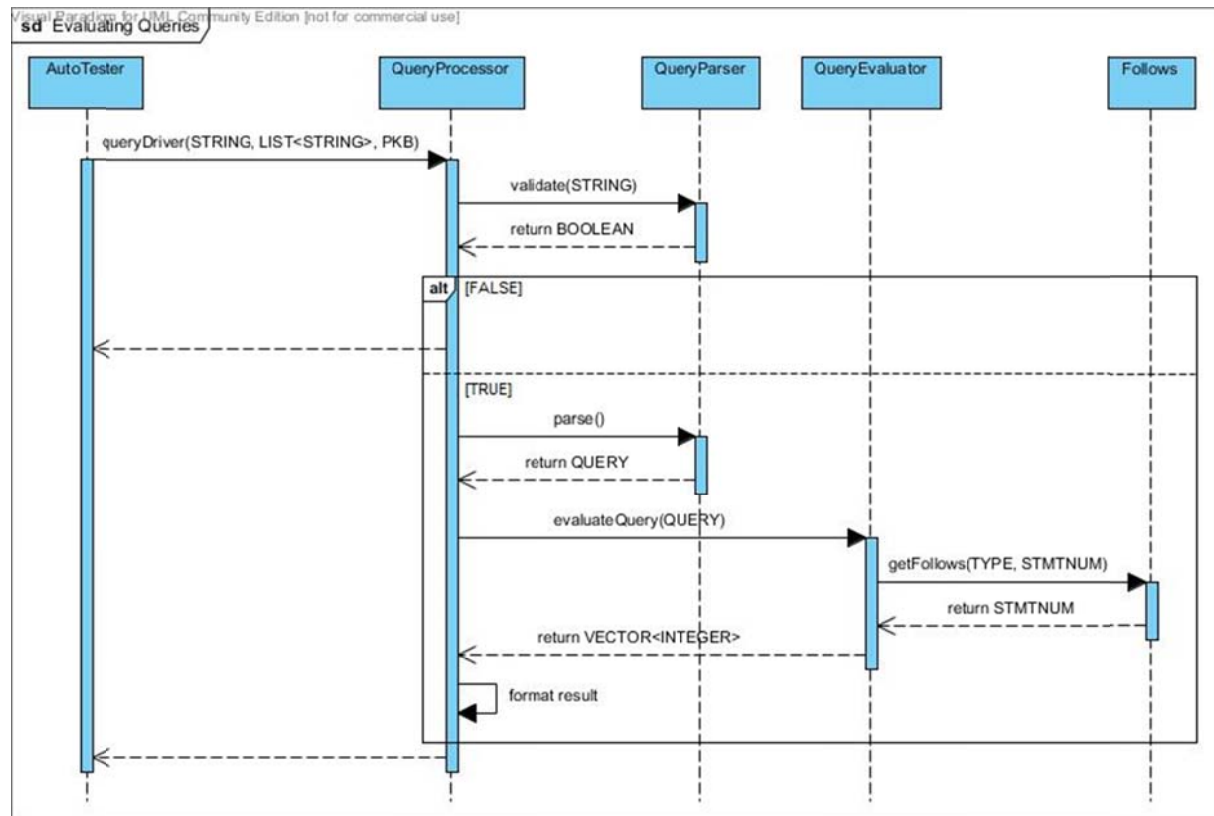 Visual Paradigm for UML Community Edition [not for commercial use]
sd Evaluating Queries
AutoTester
QueryProcessor
QueryParser
QueryEvaluator
Follows
queryDriver(STRING, LIST<STRING>, PKB)
validate(STRING)
return BOOLEAN
alt [FALSE]
[TRUE]
parse()
return QUERY
evaluateQuery(QUERY)
getFollows(TYPE, STMTNUM)
return STMTNUM
return VECTOR<INTEGER>
format result